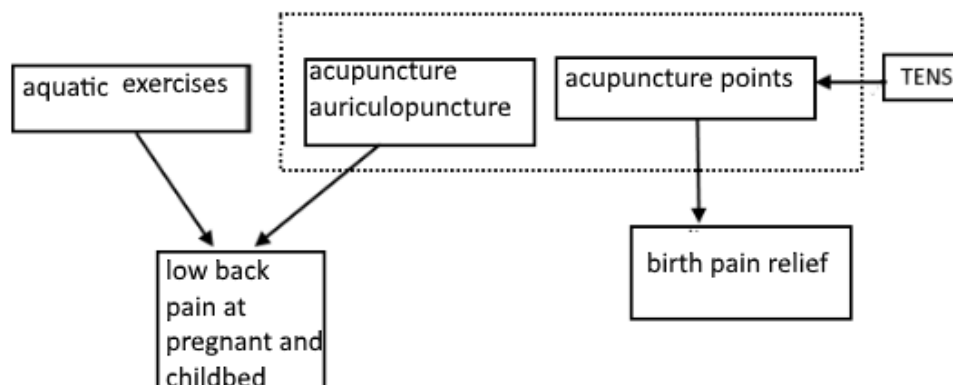 aquatic exercises
acupuncture
auriculopuncture
acupuncture points
TENS
low back
pain at
pregnant and
childbed
birth pain relief